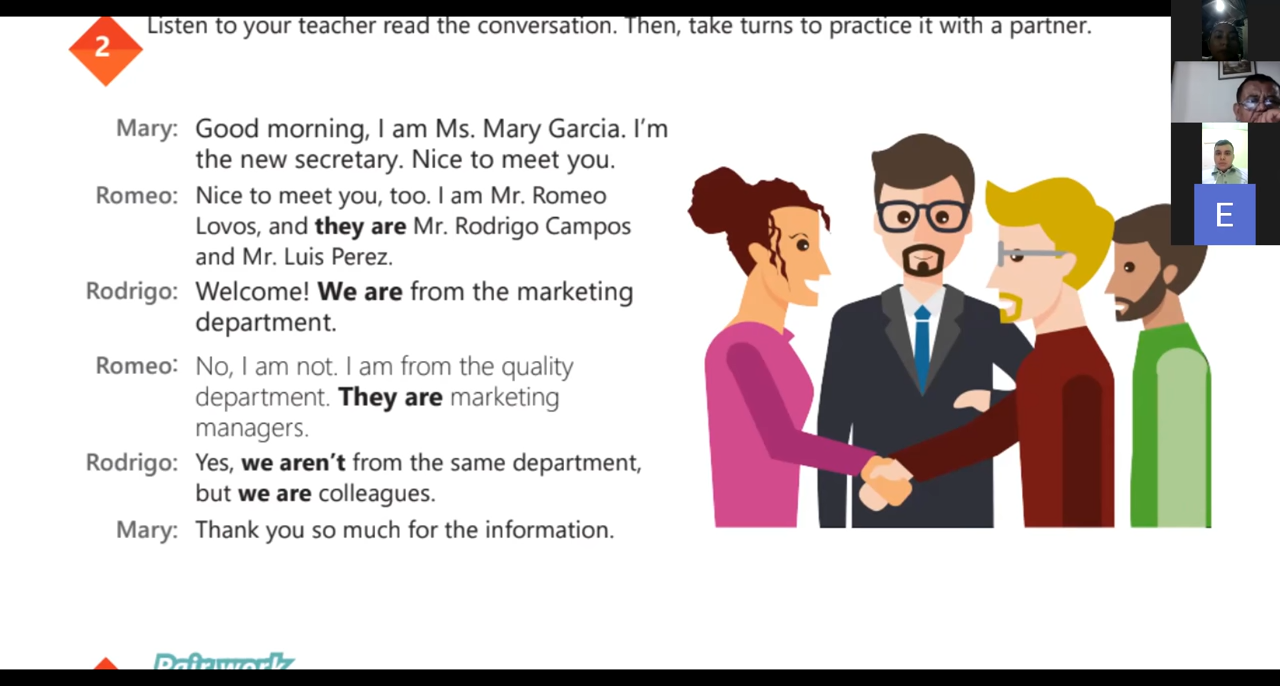 2
Listen to your teacher read the conversation. Then, take turns to practice it with a partner.
Mary: Good morning, I am Ms. Mary Garcia. I'm
the new secretary. Nice to meet you.
Romeo: Nice to meet you, too. I am Mr. Romeo
Lovos, and they are Mr. Rodrigo Campos
and Mr. Luis Perez.
Rodrigo: Welcome! We are from the marketing
department.
Romeo: No, I am not. I am from the quality
department. They are marketing
managers.
Rodrigo: Yes, we aren't from the same department,
but we are colleagues.
Mary: Thank you so much for the information.
Pair work
E